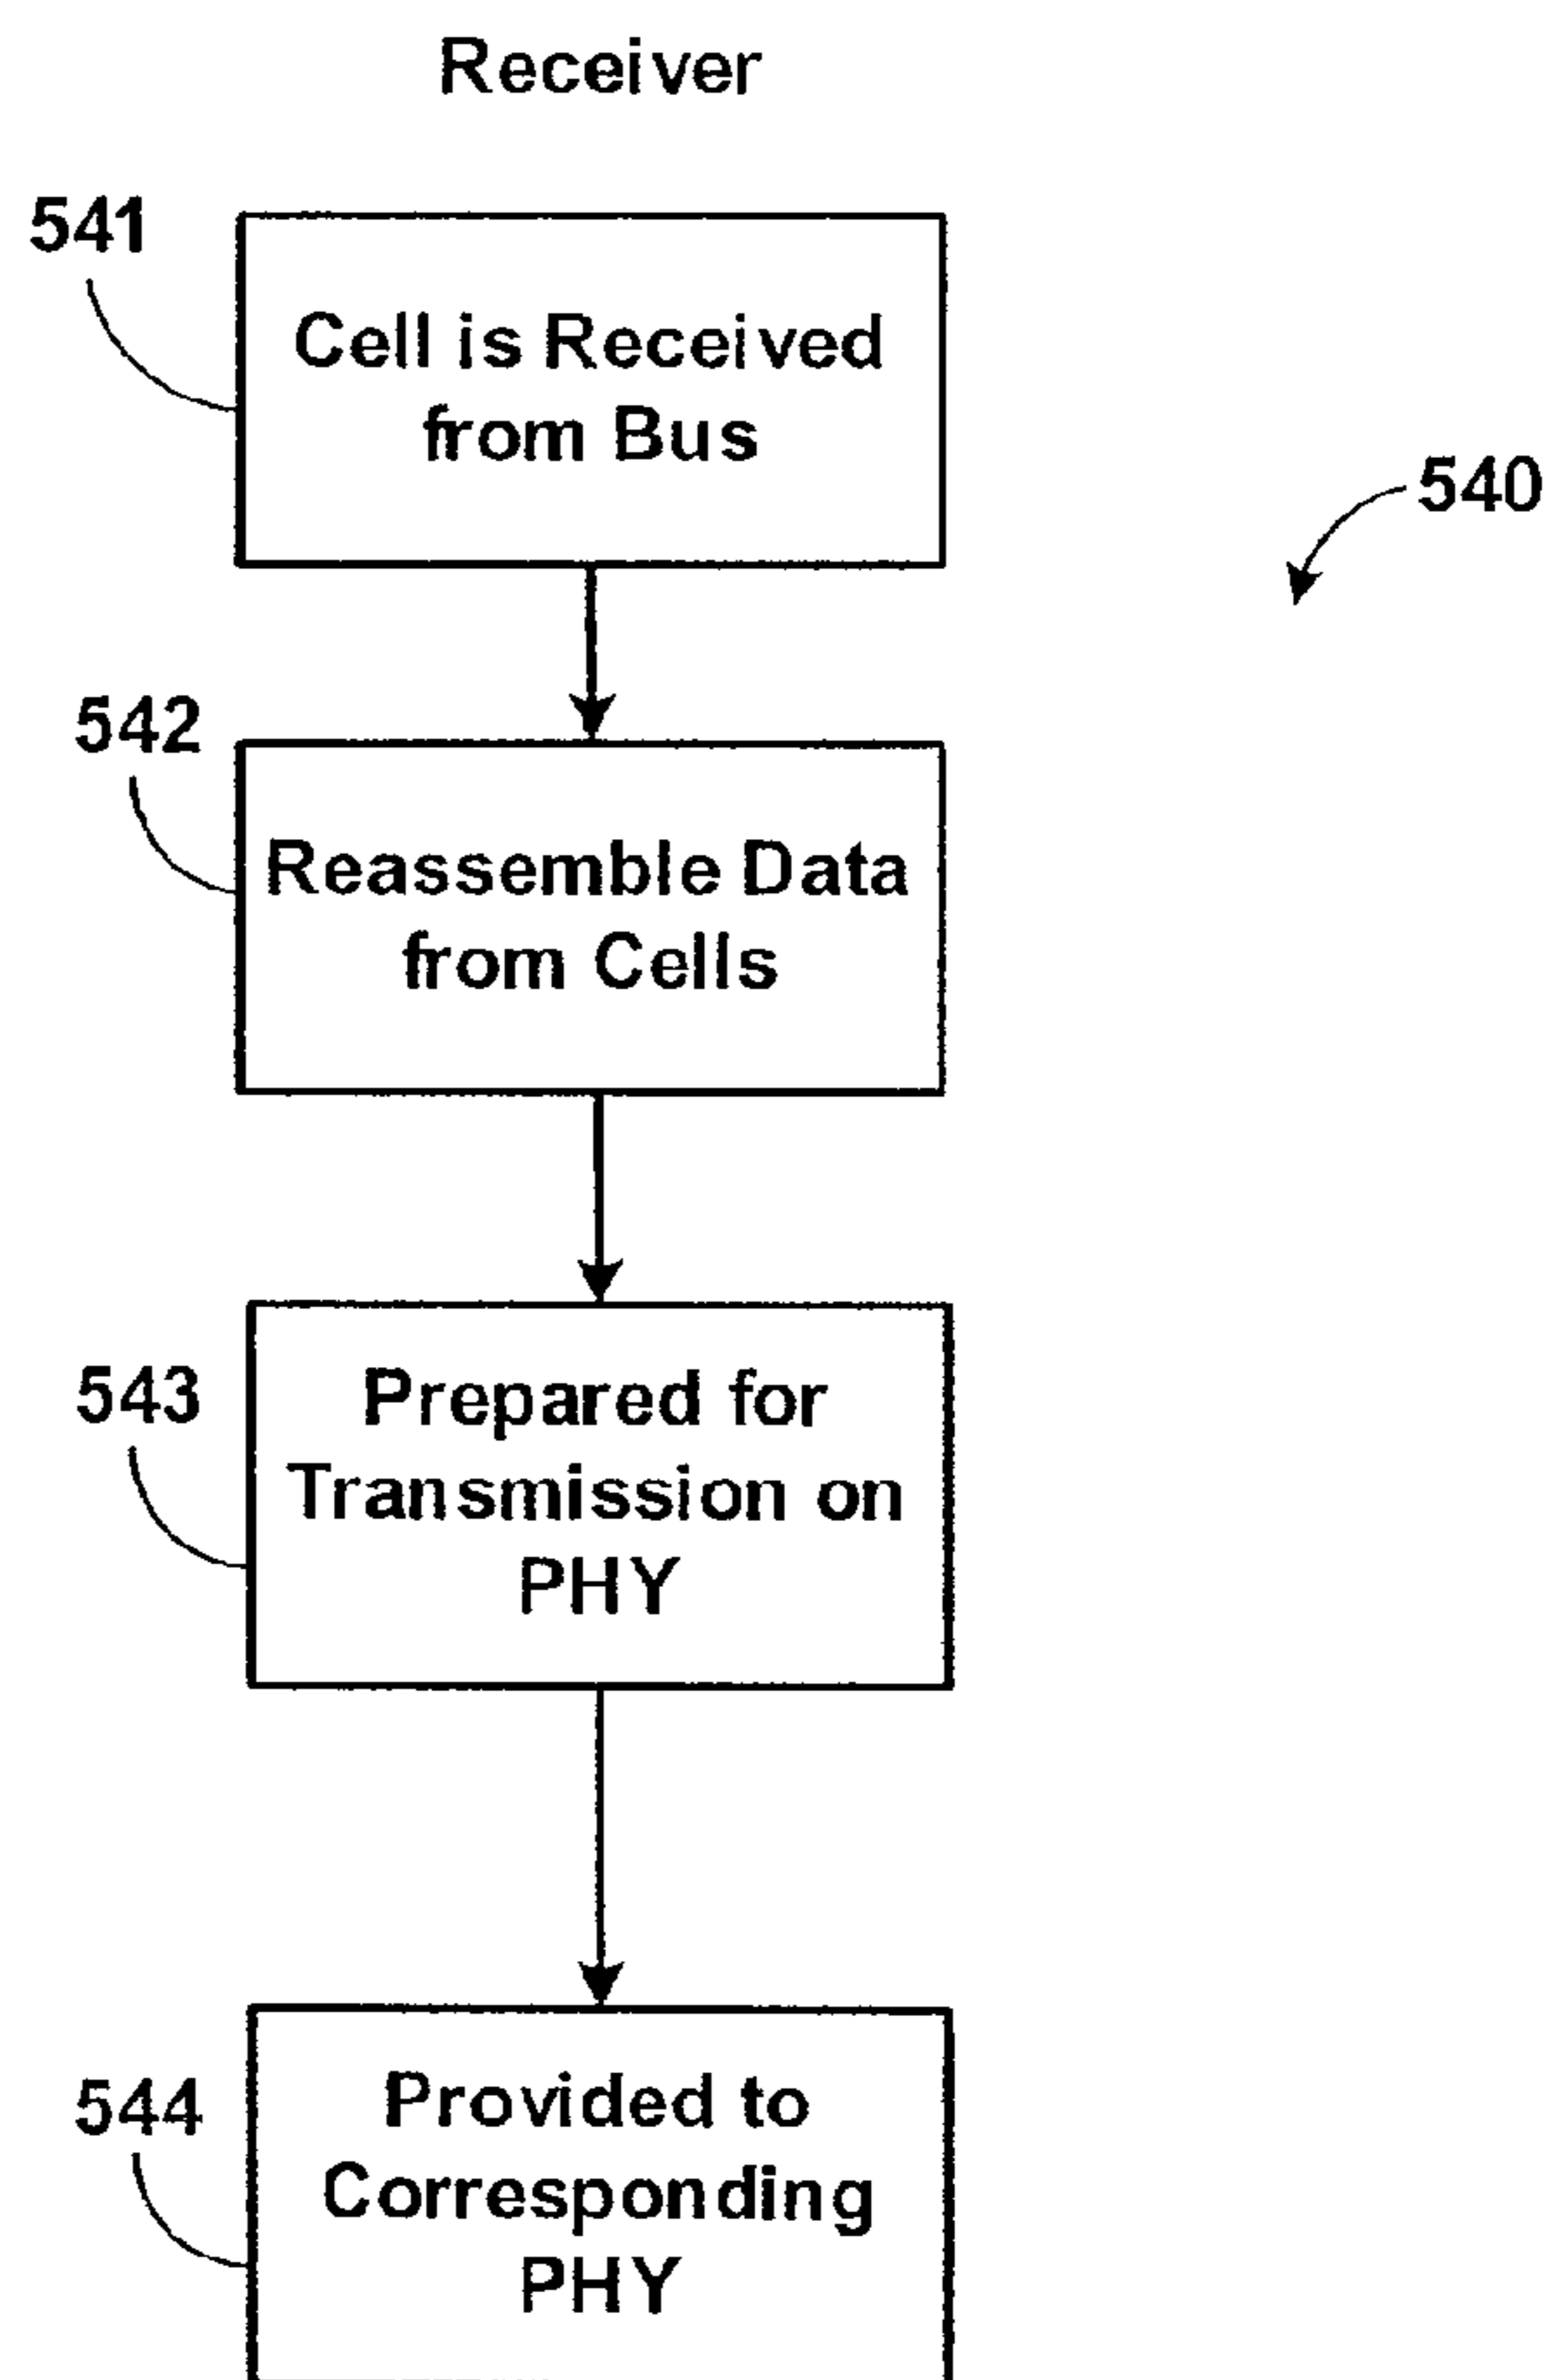 Receiver
541
Cell is Received
from Bus
540
542
Reassemble Data
from Cells
543
Prepared for
Transmission on
PHY
544
Provided to
Corresponding
PHY